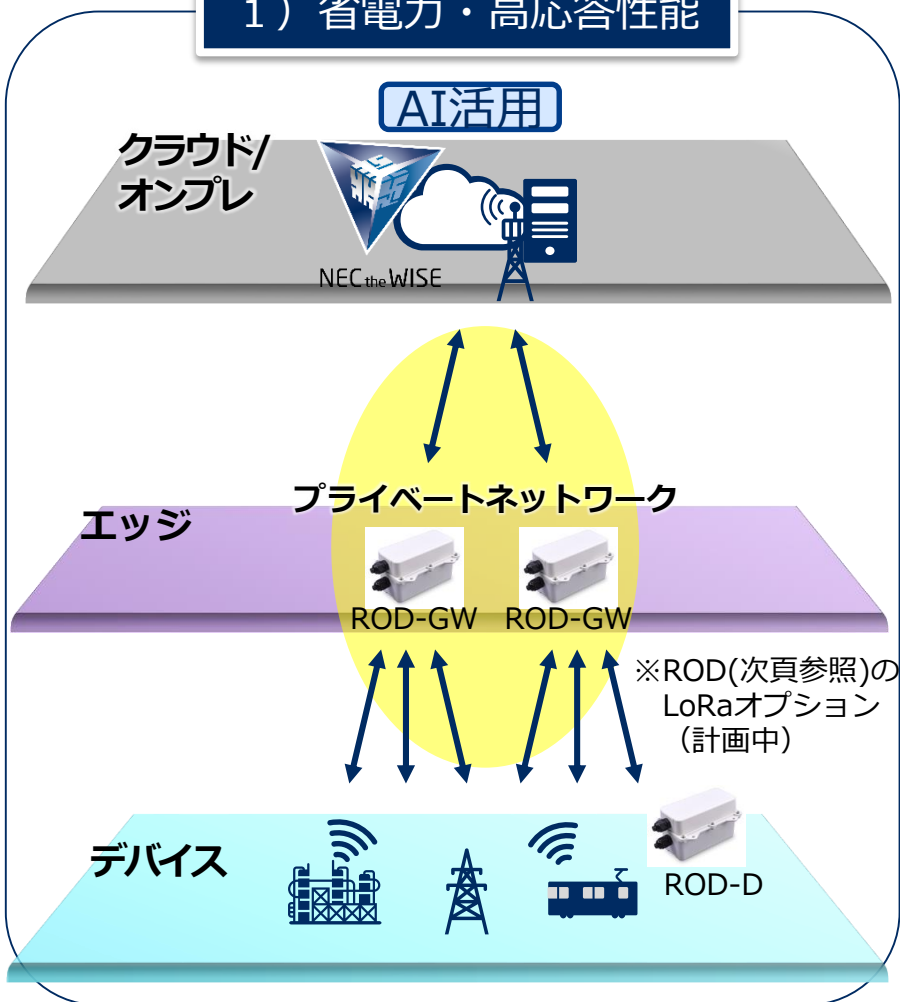 １）省電力・高応答性能
AI活用
クラウド/
オンプレ
NEC the WISE
プライベートネットワーク
エッジ
ROD-GW ROD-GW
※ROD(次頁参照)の
LoRaオプション
（計画中）
デバイス
ROD-D